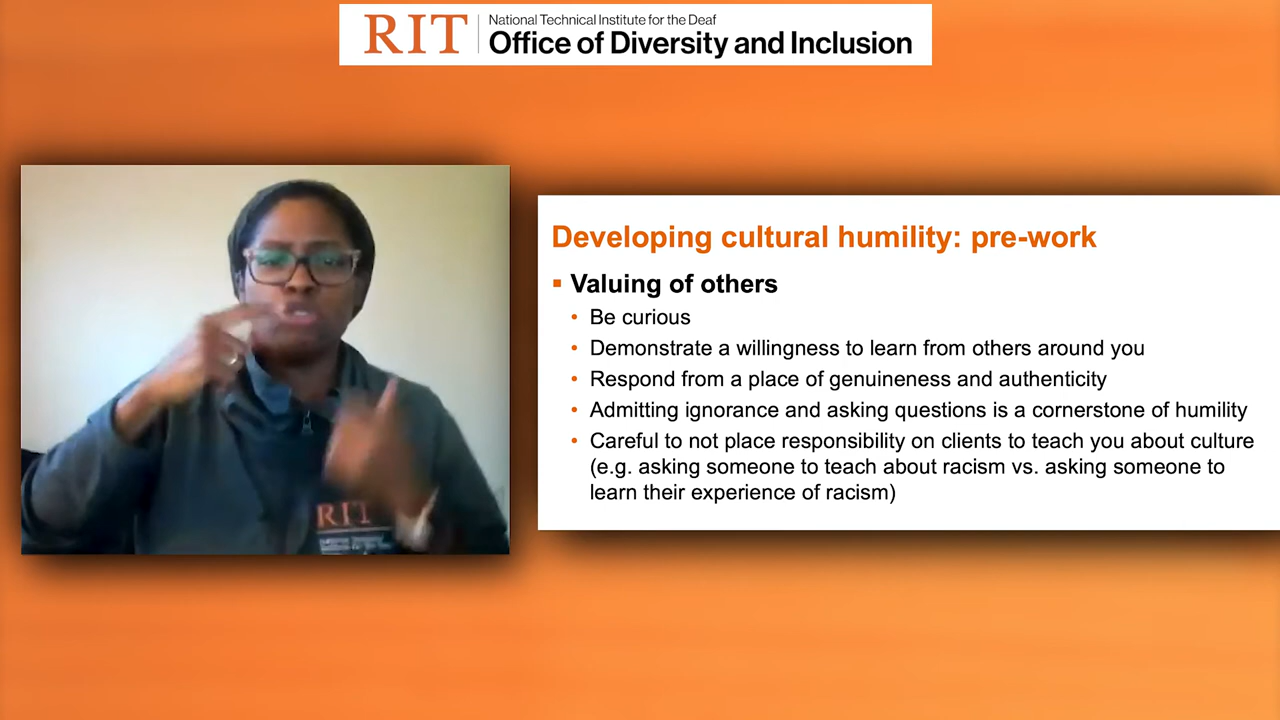 RIT
National Technical Institute for the Deaf
Office of Diversity and Inclusion
Developing cultural humility: pre-work
▪ Valuing of others
• Be curious
• Demonstrate a willingness to learn from others around you
• Respond from a place of genuineness and authenticity
• Admitting ignorance and asking questions is a cornerstone of humility
• Careful to not place responsibility on clients to teach you about culture
(e.g. asking someone to teach about racism vs. asking someone to
learn their experience of racism)
RIT